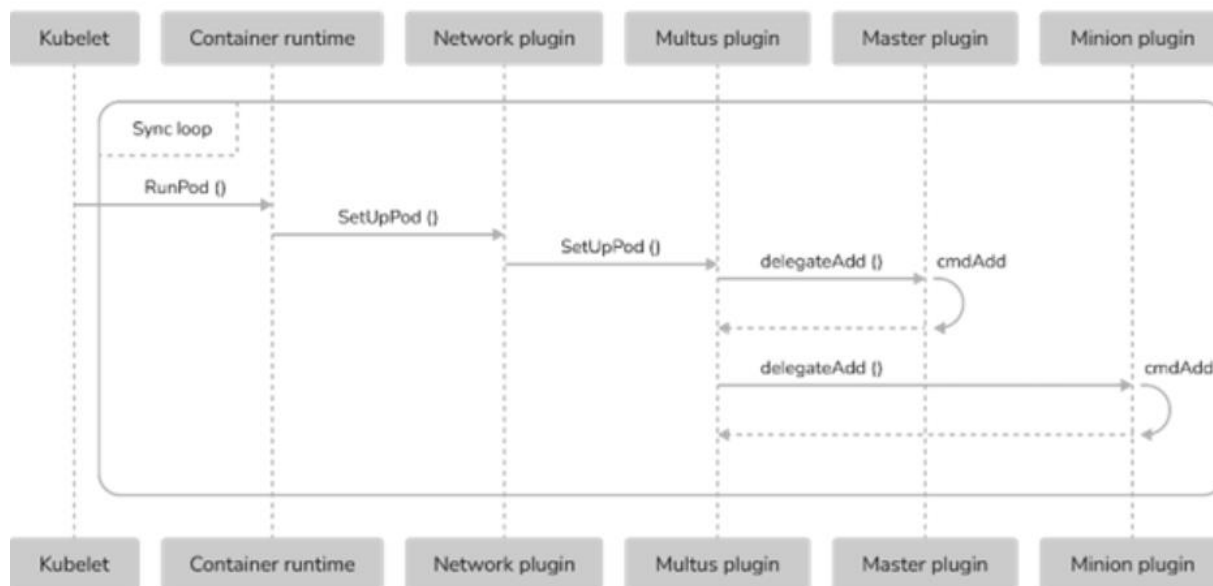 Kubelet Container runtime Network plugin Multus plugin Master plugin Minion plugin
Sync loop
RunPod ()
SetUpPod ()
SetUpPod ()
delegateAdd () cmdAdd
delegateAdd () cmdAdd
Kubelet Container runtime Network plugin Multus plugin Master plugin Minion plugin